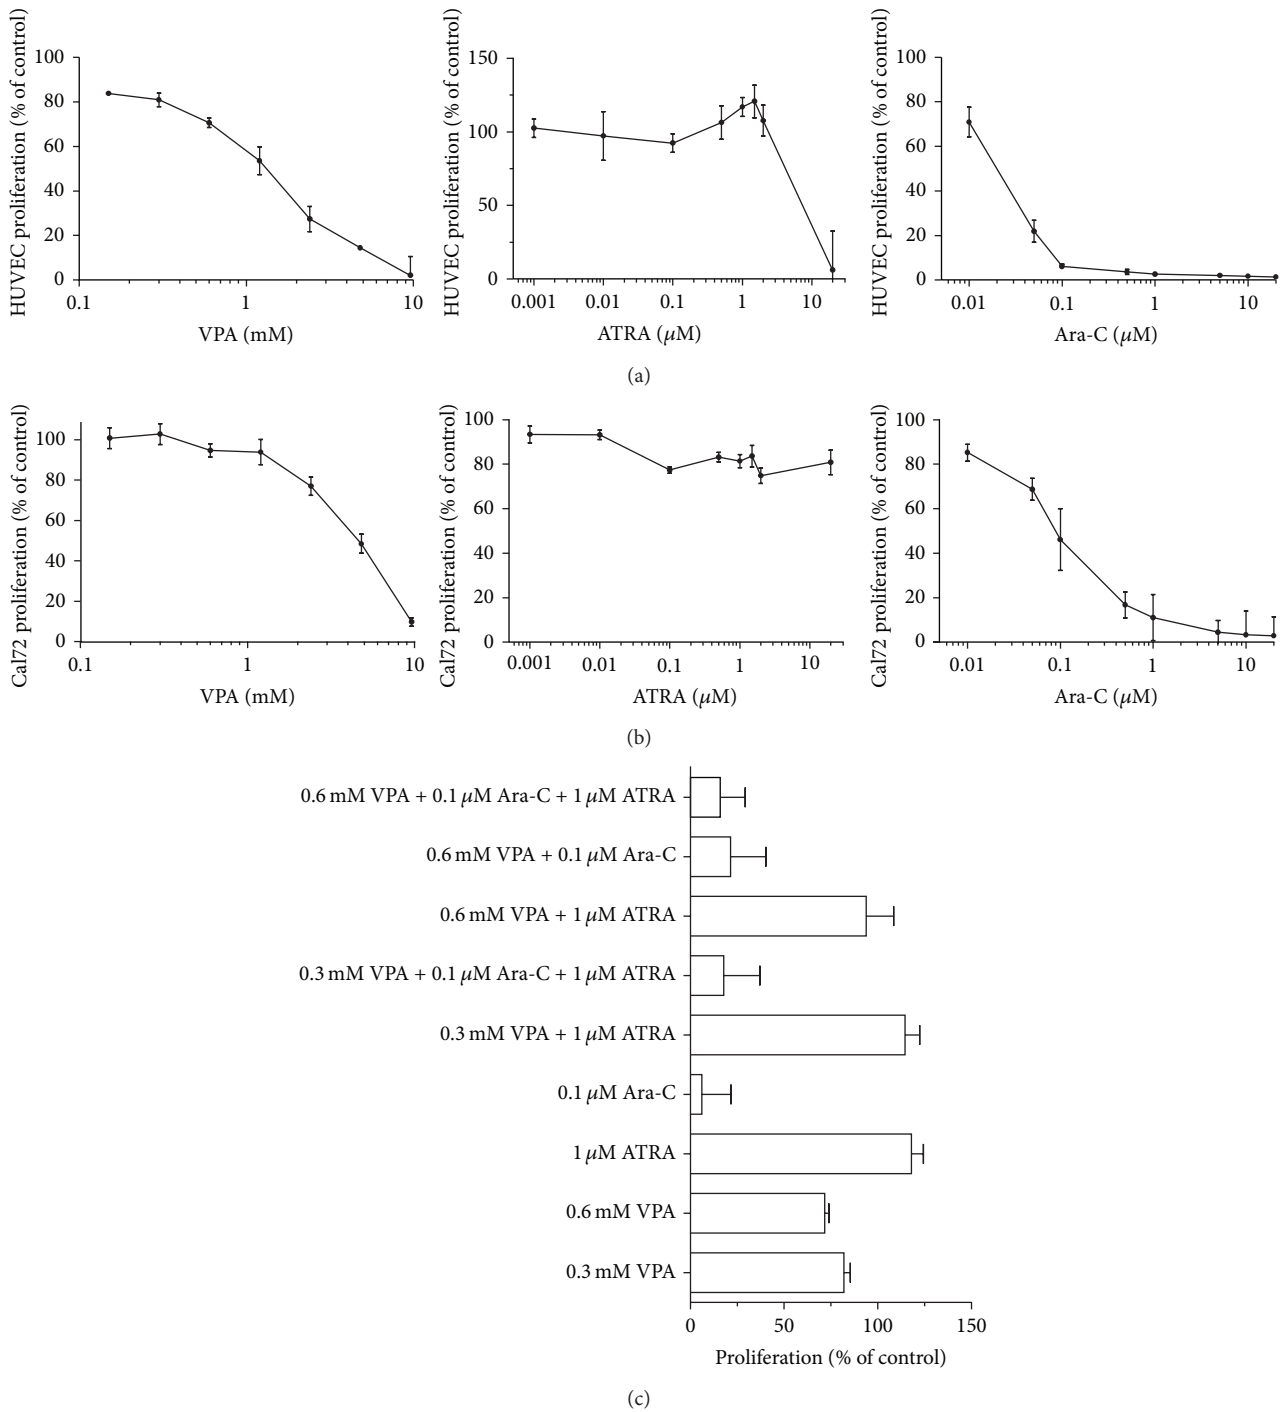 HUVEC proliferation (% of control)
100
80
60
40
20
0
0.1
1
10
VPA (mM)
HUVEC proliferation (% of control)
150
100
50
0
0.001
0.01
0.1
1
10
ATRA (μM)
HUVEC proliferation (% of control)
100
80
60
40
20
0
0.01
0.1
1
10
Ara-C (μM)
(a)
Cal72 proliferation (% of control)
100
80
60
40
20
0
0.1
1
10
VPA (mM)
Cal72 proliferation (% of control)
100
80
60
40
20
0
0.001
0.01
0.1
1
10
ATRA (μM)
Cal72 proliferation (% of control)
100
80
60
40
20
0
0.01
0.1
1
10
Ara-C (μM)
(b)
0.6 mM VPA + 0.1 μM Ara-C + 1 μM ATRA
0.6 mM VPA + 0.1 μM Ara-C
0.6 mM VPA + 1 μM ATRA
0.3 mM VPA + 0.1 μM Ara-C + 1 μM ATRA
0.3 mM VPA + 1 μM ATRA
0.1 μM Ara-C
1 μM ATRA
0.6 mM VPA
0.3 mM VPA
0
50
100
150
Proliferation (% of control)
(c)